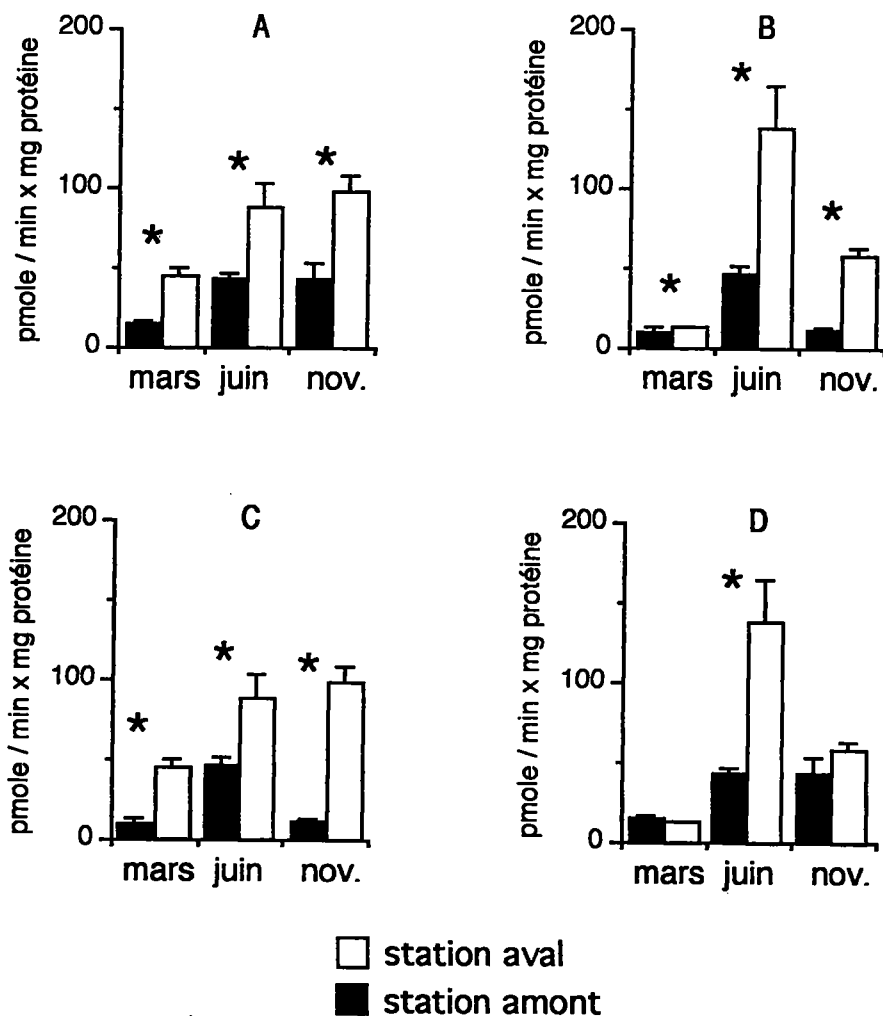 A
200
100
0
pmole / min x mg protéine
*
*
*
mars juin nov.
B
200
100
0
pmole / min x mg protéine
*
*
*
mars juin nov.
C
200
100
0
pmole / min x mg protéine
*
*
*
mars juin nov.
D
200
100
0
pmole / min x mg protéine
*
mars juin nov.
station aval
station amont